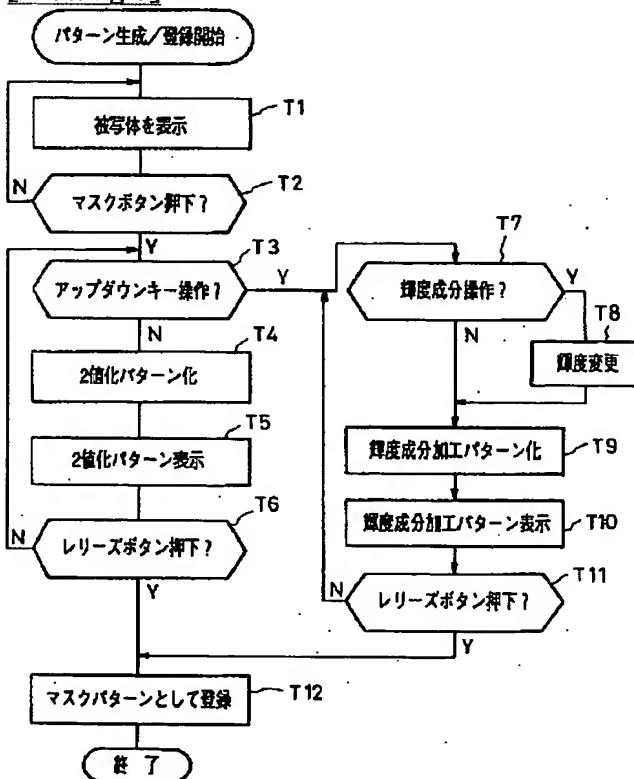 パターン生成／登録開始
T1
被写体を表示
N
T2
マスクボタン押下？
Y
T3
アップダウンキー操作？
Y
N
T4
2値化パターン化
T5
2値化パターン表示
T6
N
レリーズボタン押下？
Y
T7
輝度成分操作？
Y
N
T8
輝度変更
輝度成分加工パターン化
T9
輝度成分加工パターン表示
T10
T11
N
レリーズボタン押下？
Y
マスクパターンとして登録
T12
終了